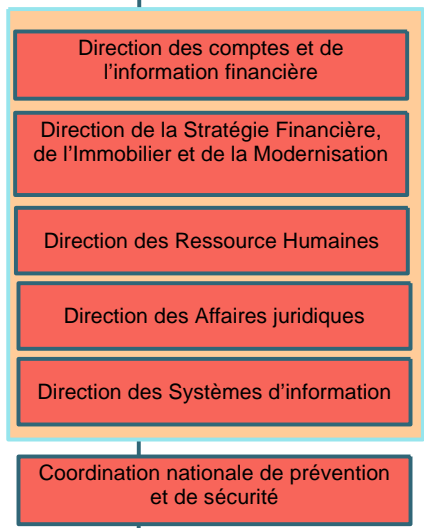 Direction des comptes et de
l’information financière
Direction de la Stratégie Financière,
de l’Immobilier et de la Modernisation
Direction des Ressource Humaines
Direction des Affaires juridiques
Direction des Systèmes d’information
Coordination nationale de prévention
et de sécurité